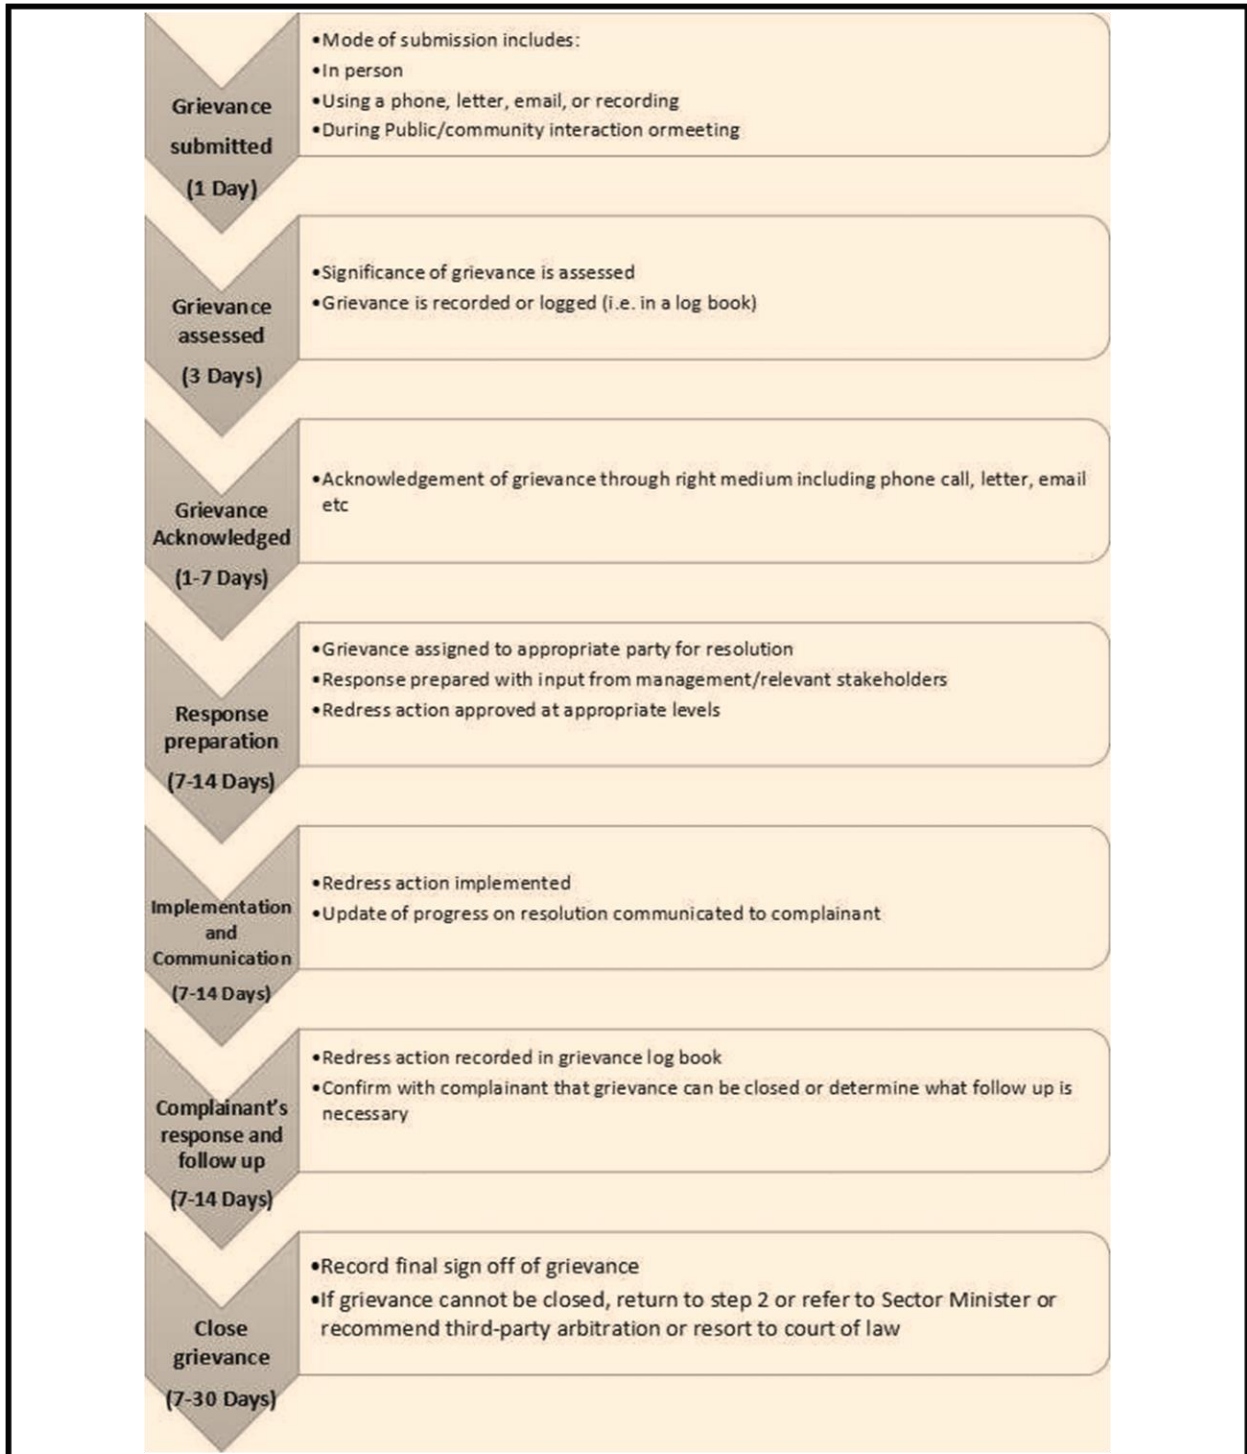 Grievance
submitted
(1 Day)
•Mode of submission includes:
•In person
•Using a phone, letter, email, or recording
•During Public/community interaction ormeeting
Grievance
assessed
(3 Days)
•Significance of grievance is assessed
•Grievance is recorded or logged (i.e. in a log book)
Grievance
Acknowledged
(1-7 Days)
•Acknowledgement of grievance through right medium including phone call, letter, email
etc
Response
preparation
(7-14 Days)
•Grievance assigned to appropriate party for resolution
•Response prepared with input from management/relevant stakeholders
•Redress action approved at appropriate levels
Implementation
and
Communication
(7-14 Days)
•Redress action implemented
•Update of progress on resolution communicated to complainant
Complainant's
response and
follow up
(7-14 Days)
•Redress action recorded in grievance log book
•Confirm with complainant that grievance can be closed or determine what follow up is
necessary
Close
grievance
(7-30 Days)
•Record final sign off of grievance
•If grievance cannot be closed, return to step 2 or refer to Sector Minister or
recommend third-party arbitration or resort to court of law